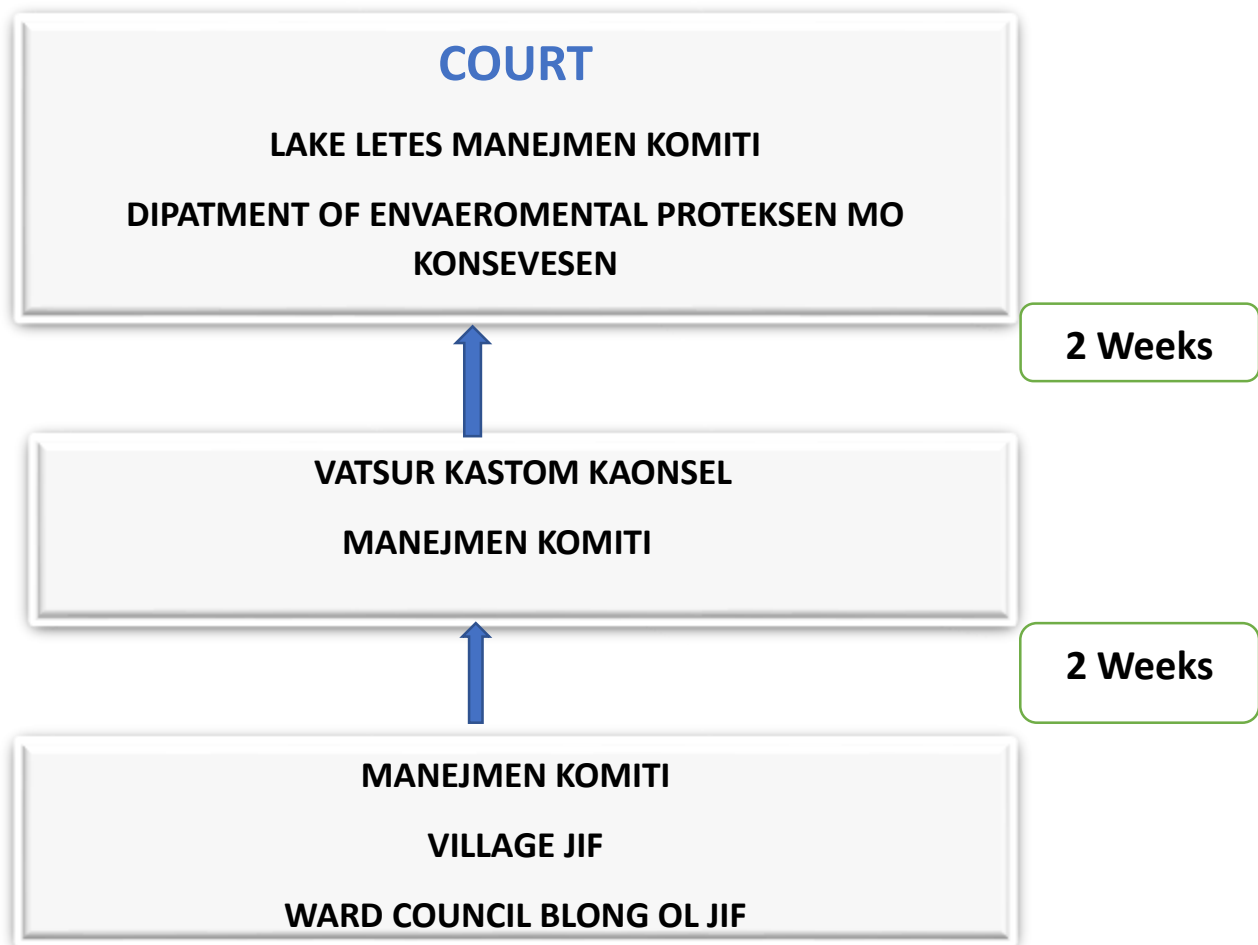 COURT
LAKE LETES MANEJMEN KOMITI
DIPATMENT OF ENVAEROMENTAL PROTEKSEN MO
KONSEVESEN
2 Weeks
VATSUR KASTOM KAONSEL
MANEJMEN KOMITI
2 Weeks
MANEJMEN KOMITI
VILLAGE JIF
WARD COUNCIL BLONG OL JIF